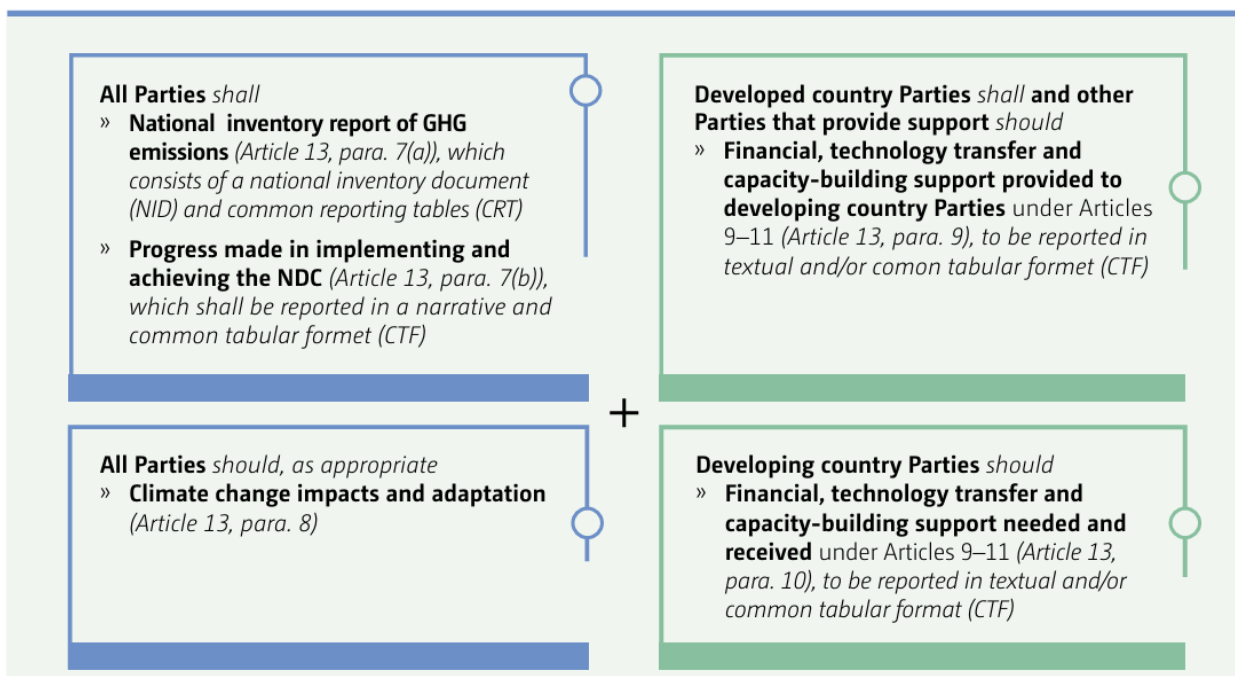 All Parties shall
» National inventory report of GHG
emissions (Article 13, para. 7(a)), which
consists of a national inventory document
(NID) and common reporting tables (CRT)
» Progress made in implementing and
achieving the NDC (Article 13, para. 7(b)),
which shall be reported in a narrative and
common tabular formet (CTF)
Developed country Parties shall and other
Parties that provide support should
» Financial, technology transfer and
capacity-building support provided to
developing country Parties under Articles
9–11 (Article 13, para. 9), to be reported in
textual and/or comon tabular formet (CTF)
+
All Parties should, as appropriate
» Climate change impacts and adaptation
(Article 13, para. 8)
Developing country Parties should
» Financial, technology transfer and
capacity-building support needed and
received under Articles 9–11 (Article 13,
para. 10), to be reported in textual and/or
common tabular format (CTF)